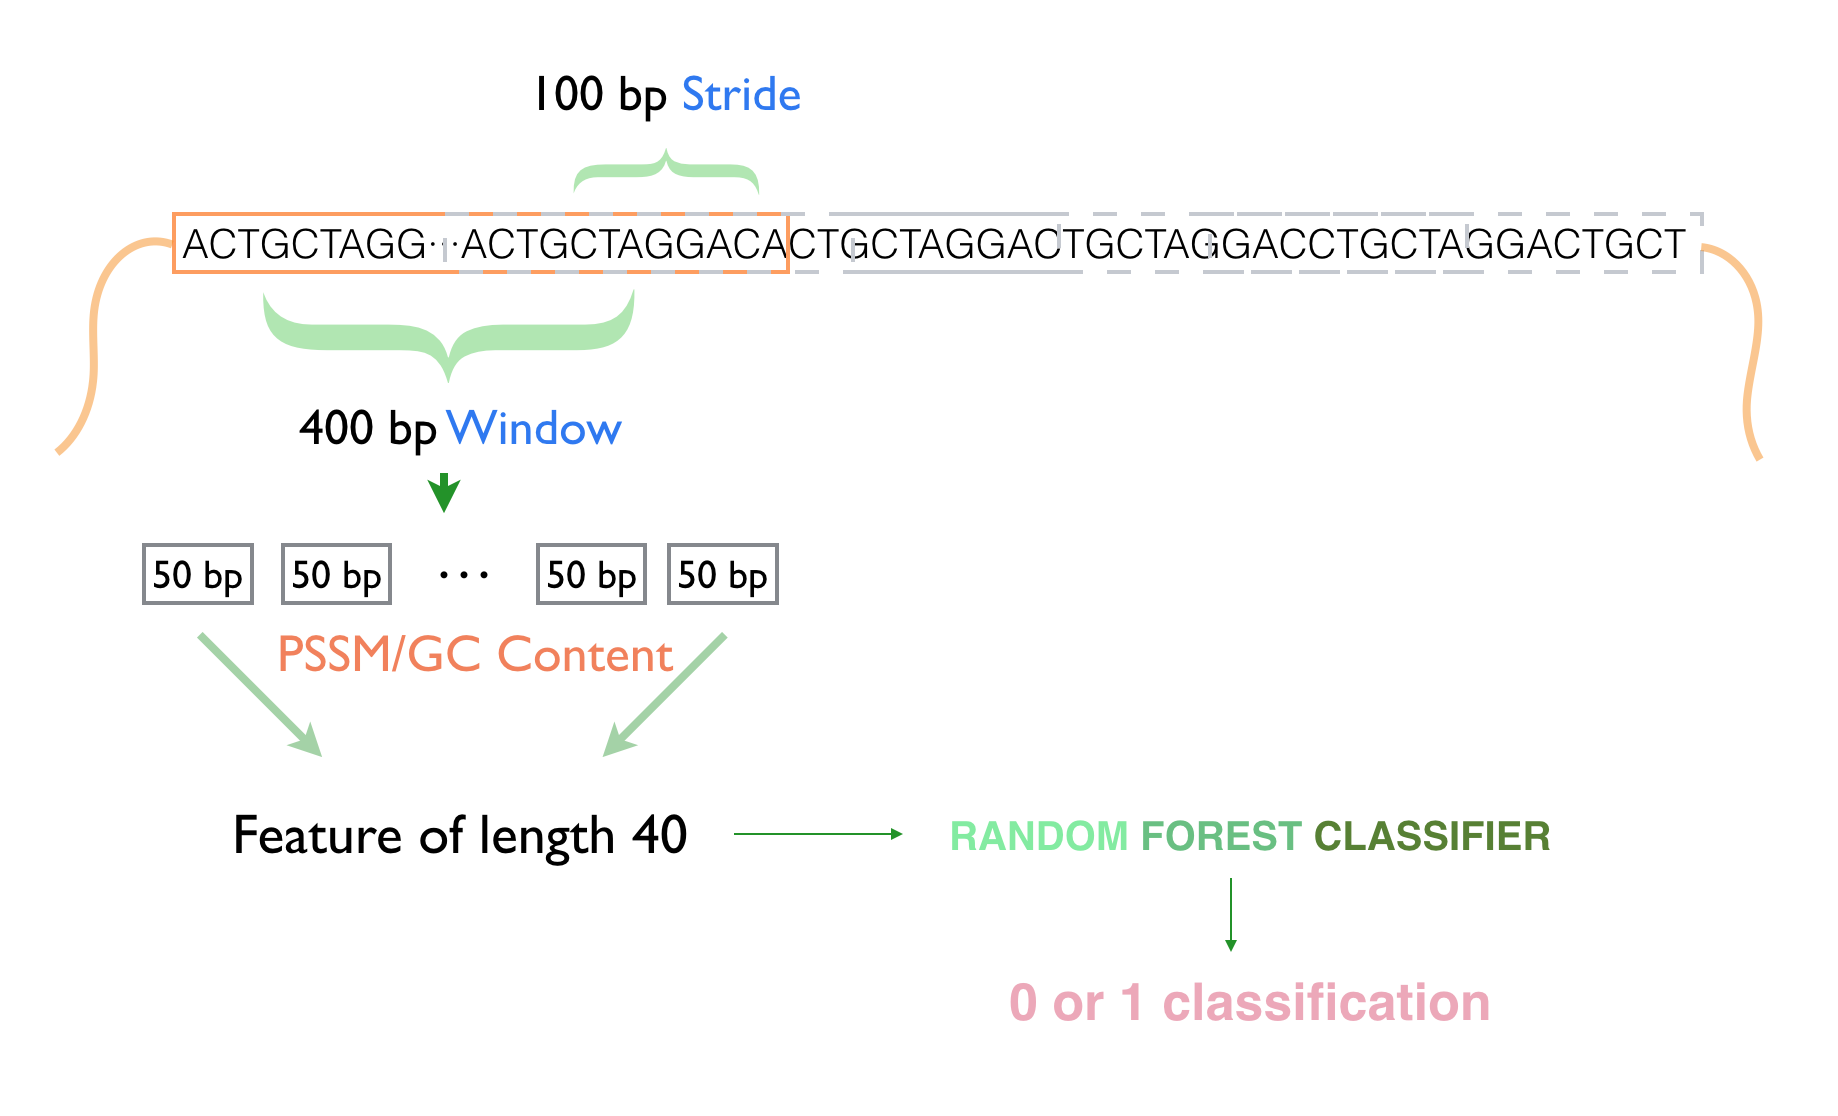 100 bp Stride
ACTGCTAGG···ACTGCTAGGACACTGCTAGGACTGCTAGGACCTGCTAGGACTGCT
400 bp Window
50 bp 50 bp ··· 50 bp 50 bp
PSSM/GC Content
Feature of length 40
RANDOM FOREST CLASSIFIER
0 or 1 classification